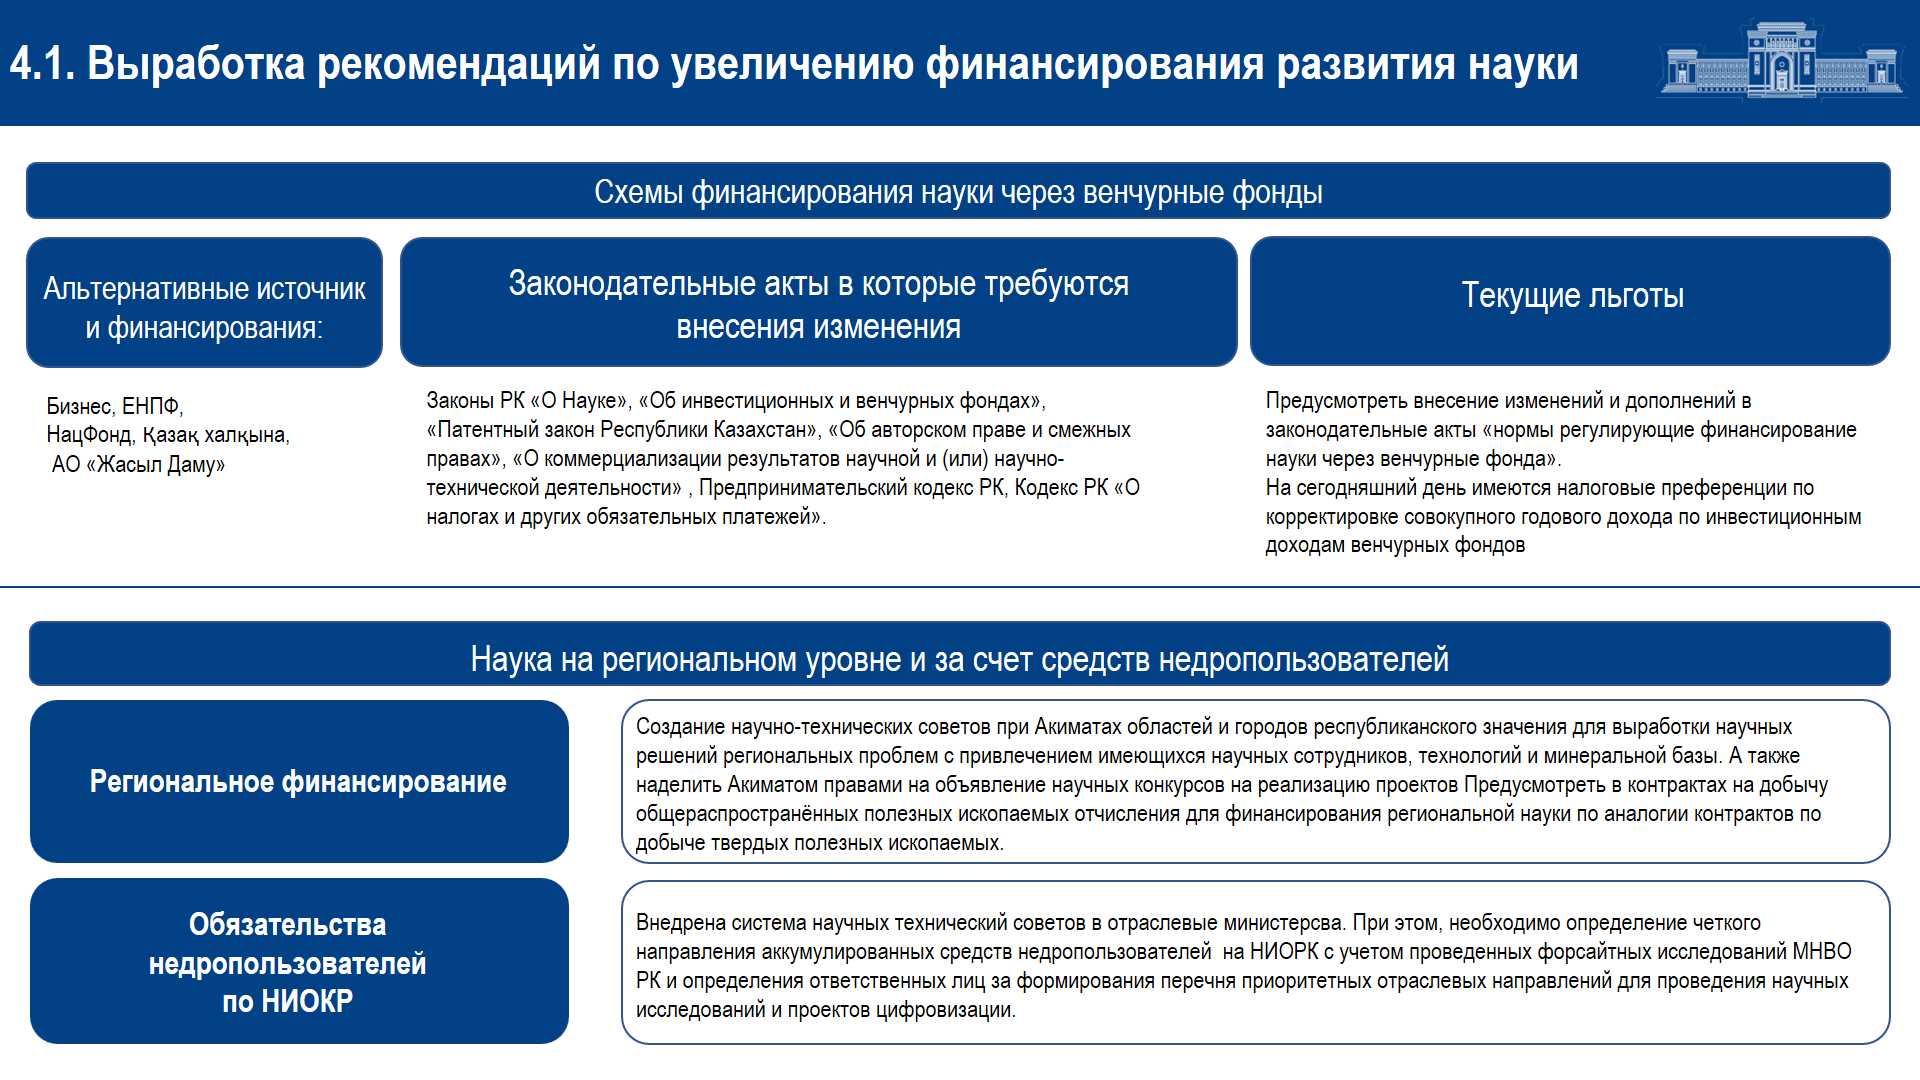 4.1. Выработка рекомендаций по увеличению финансирования развития науки
Схемы финансирования науки через венчурные фонды
Альтернативные источник
и финансирования:
Законодательные акты в которые требуются
внесения изменения
Текущие льготы
Бизнес, ЕНПФ,
НацФонд, Қазақ халқына,
АО «Жасыл Даму»
Законы РК «О Науке», «Об инвестиционных и венчурных фондах»,
«Патентный закон Республики Казахстан», «Об авторском праве и смежных
правах», «О коммерциализации результатов научной и (или) научно-
технической деятельности» , Предпринимательский кодекс РК, Кодекс РК «О
налогах и других обязательных платежей».
Предусмотреть внесение изменений и дополнений в
законодательные акты «нормы регулирующие финансирование
науки через венчурные фонда».
На сегодняшний день имеются налоговые преференции по
корректировке совокупного годового дохода по инвестиционным
доходам венчурных фондов
Наука на региональном уровне и за счет средств недропользователей
Региональное финансирование
Создание научно-технических советов при Акиматах областей и городов республиканского значения для выработки научных
решений региональных проблем с привлечением имеющихся научных сотрудников, технологий и минеральной базы. А также
наделить Акиматом правами на объявление научных конкурсов на реализацию проектов Предусмотреть в контрактах на добычу
общераспространённых полезных ископаемых отчисления для финансирования региональной науки по аналогии контрактов по
добыче твердых полезных ископаемых.
Обязательства
недропользователей
по НИОКР
Внедрена система научных технический советов в отраслевые министерсва. При этом, необходимо определение четкого
направления аккумулированных средств недропользователей  на НИОРК с учетом проведенных форсайтных исследований МНВО
РК и определения ответственных лиц за формирования перечня приоритетных отраслевых направлений для проведения научных
исследований и проектов цифровизации.